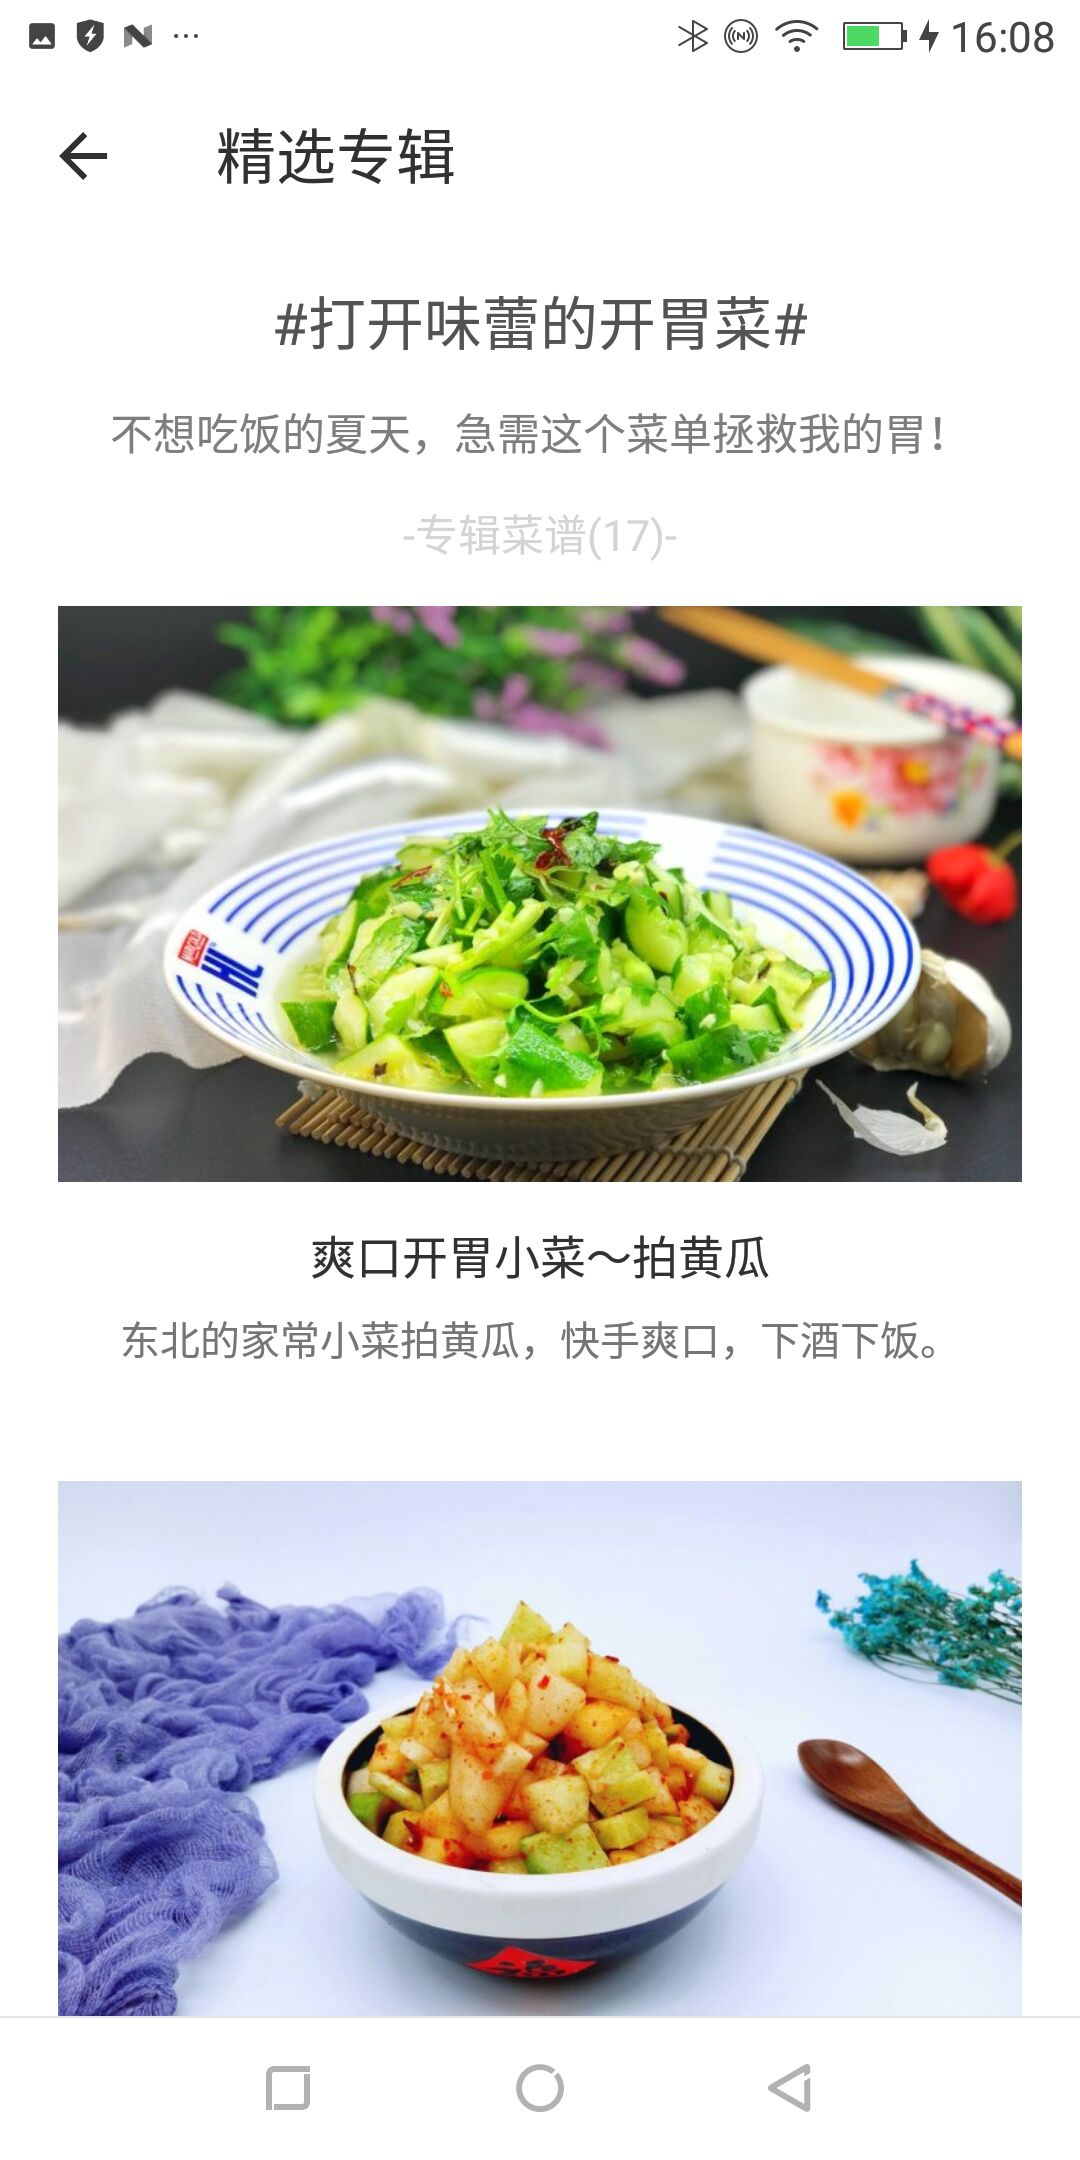 16:08
精选专辑
#打开味蕾的开胃菜#
不想吃饭的夏天，急需这个菜单拯救我的胃！
-专辑菜谱(17)-
爽口开胃小菜～拍黄瓜
东北的家常小菜拍黄瓜，快手爽口，下酒下饭。